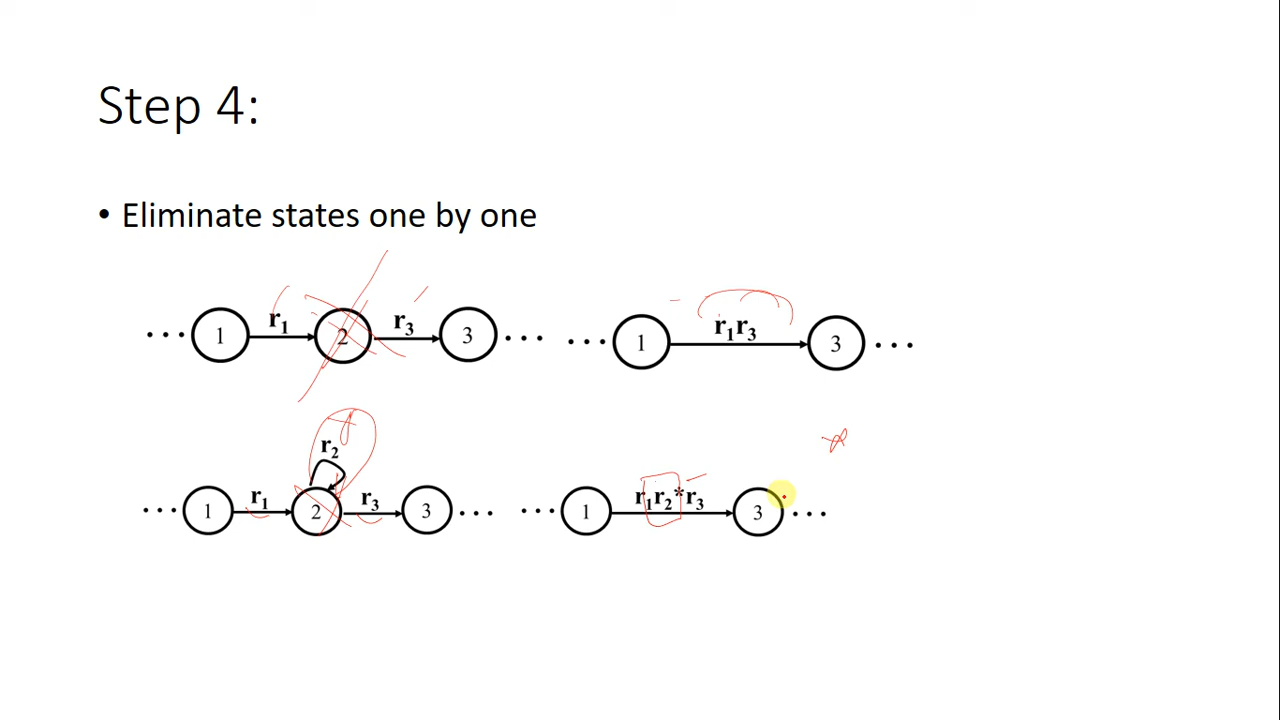 Step 4:
• Eliminate states one by one
... 1 r₁ 2 r₃ 3 ... ... 1 r₁r₃ 3 ...
r₂
... 1 r₁ 2 r₃ 3 ... ... 1 r₁r₂*r₃ 3 ...